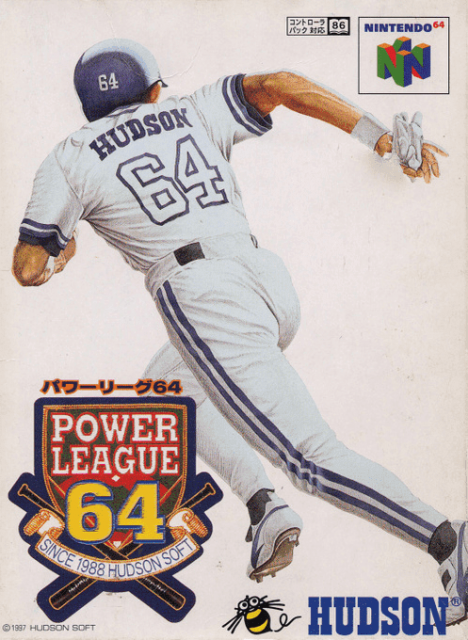 コントローラ
パック対応 86
NINTENDO64
64
HUDSON
64
パワーリーグ64
POWER
LEAGUE
64
SINCE 1988 HUDSON SOFT
©1997 HUDSON SOFT
HUDSON®